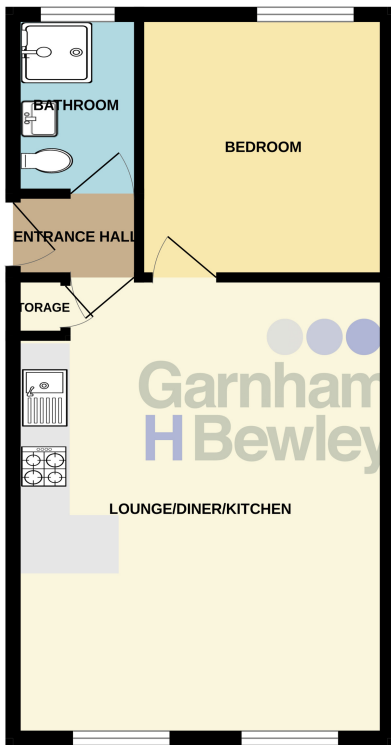 BATHROOM
BEDROOM
ENTRANCE HALL
TORAGE
Garnham
H Bewley
LOUNGE/DINER/KITCHEN